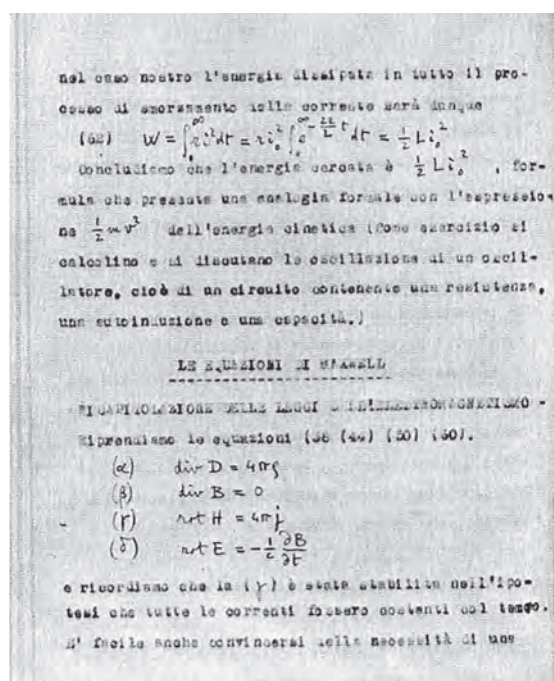 nel caso nostro l'energia dissipata in tutto il pro-
cesso di smorzamento della corrente sarà dunque
(62) W = ∫₀^∞ r i² dt = r i₀² ∫₀^∞ e^(-2r/L t) dt = ½ L i₀²
Concludiamo che l'energia cercata è ½ L i₀² , for-
mula che presenta una analogia formale con l'espressio-
ne ½ m v² dell'energia cinetica (Come esercizio si
calcolino e si discutano le oscillazione di un oscil-
latore, cioè di un circuito contenente una resistenza,
una autoinduzione e una capacità.)
LE EQUAZIONI DI MAXWELL
RICAPITOLAZIONE DELLE LEGGI DELL'ELETTROMAGNETISMO -
Riprendiamo le equazioni (38 (44) (50) (60).
(α) div D = 4πρ
(β) div B = 0
(γ) rot H = 4π j
(δ) rot E = - 1/c ∂B/∂t
e ricordiamo che la (γ) è stata stabilita nell'ipo-
tesi che tutte le correnti fossero costanti col tempo.
E' facile anche convincersi della necessità di una